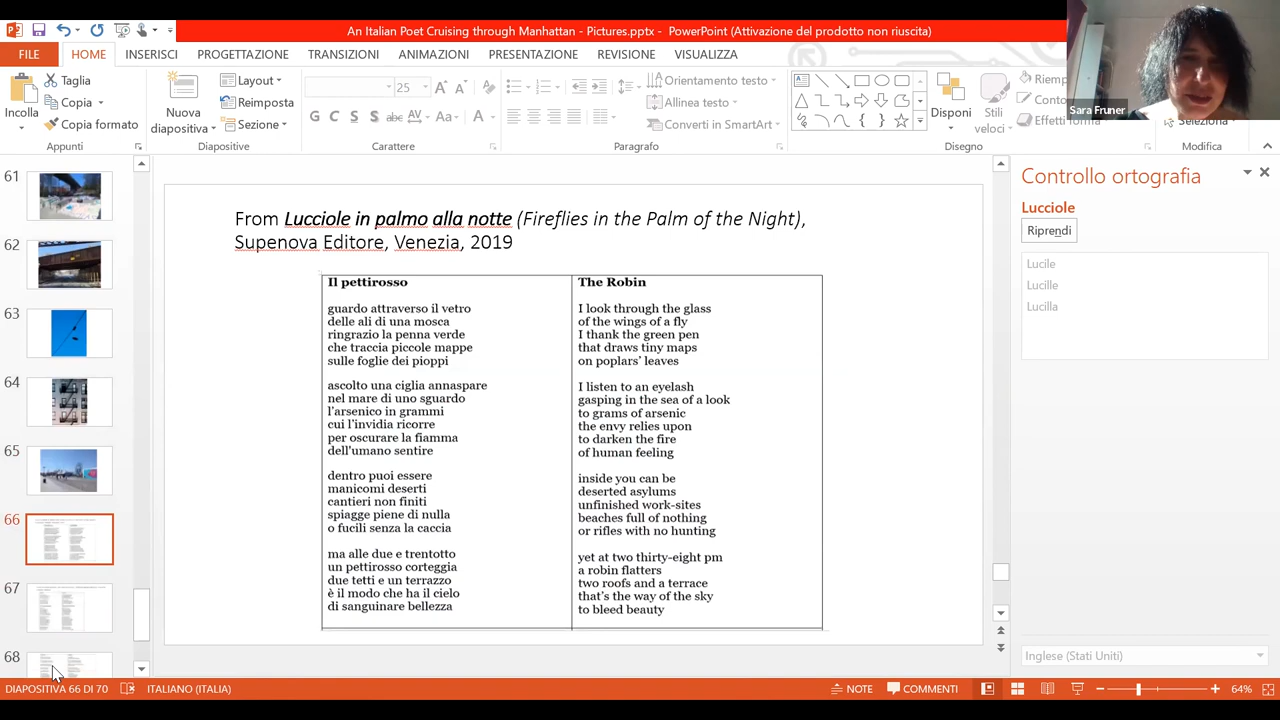 An Italian Poet Cruising through Manhattan - Pictures.pptx - PowerPoint (Attivazione del prodotto non riuscita)
FILE HOME INSERISCI PROGETTAZIONE TRANSIZIONI ANIMAZIONI PRESENTAZIONE REVISIONE VISUALIZZA
Incolla
Taglia
Copia
Copia formato
Appunti
Nuova diapositiva
Layout
Reimposta
Sezione
Diapositive
25
G C S S abc AV Aa A
Carattere
Orientamento testo
Allinea testo
Converti in SmartArt
Paragrafo
Disponi
Stili veloci
Riemp
Conto
Effetti forma
Disegno
Seleziona
Modifica
Sara Fruner
61
62
63
64
65
66
67
68
From Lucciole in palmo alla notte (Fireflies in the Palm of the Night),
Supenova Editore, Venezia, 2019
Il pettirosso
guardo attraverso il vetro
delle ali di una mosca
ringrazio la penna verde
che traccia piccole mappe
sulle foglie dei pioppi
ascolto una ciglia annaspare
nel mare di uno sguardo
l'arsenico in grammi
cui l'invidia ricorre
per oscurare la fiamma
dell'umano sentire
dentro puoi essere
manicomi deserti
cantieri non finiti
spiagge piene di nulla
o fucili senza la caccia
ma alle due e trentotto
un pettirosso corteggia
due tetti e un terrazzo
è il modo che ha il cielo
di sanguinare bellezza
The Robin
I look through the glass
of the wings of a fly
I thank the green pen
that draws tiny maps
on poplars' leaves
I listen to an eyelash
gasping in the sea of a look
to grams of arsenic
the envy relies upon
to darken the fire
of human feeling
inside you can be
deserted asylums
unfinished work-sites
beaches full of nothing
or rifles with no hunting
yet at two thirty-eight pm
a robin flatters
two roofs and a terrace
that's the way of the sky
to bleed beauty
Controllo ortografia
Lucciole
Riprendi
Lucile
Lucille
Lucilla
Inglese (Stati Uniti)
DIAPOSITIVA 66 DI 70 ITALIANO (ITALIA) NOTE COMMENTI 64%